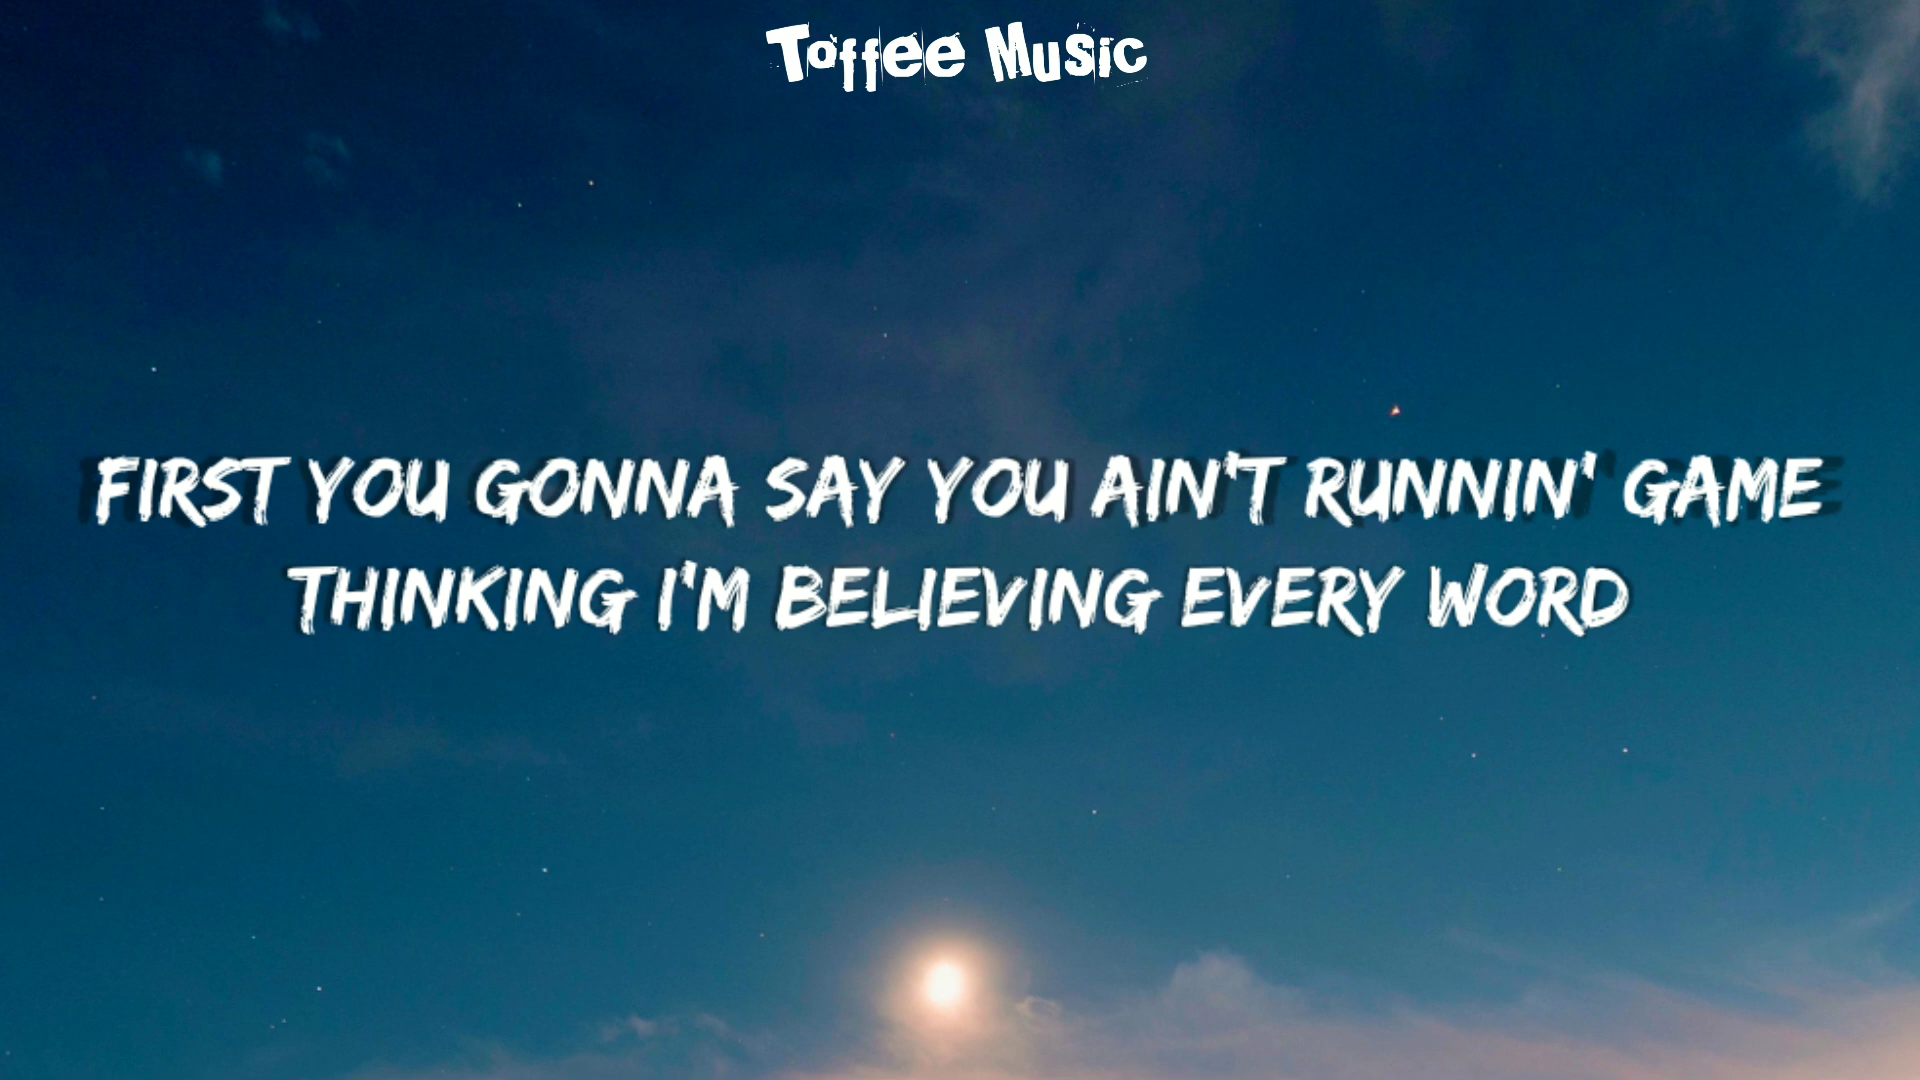 Toffee Music
FIRST YOU GONNA SAY YOU AIN'T RUNNIN' GAME
THINKING I'M BELIEVING EVERY WORD